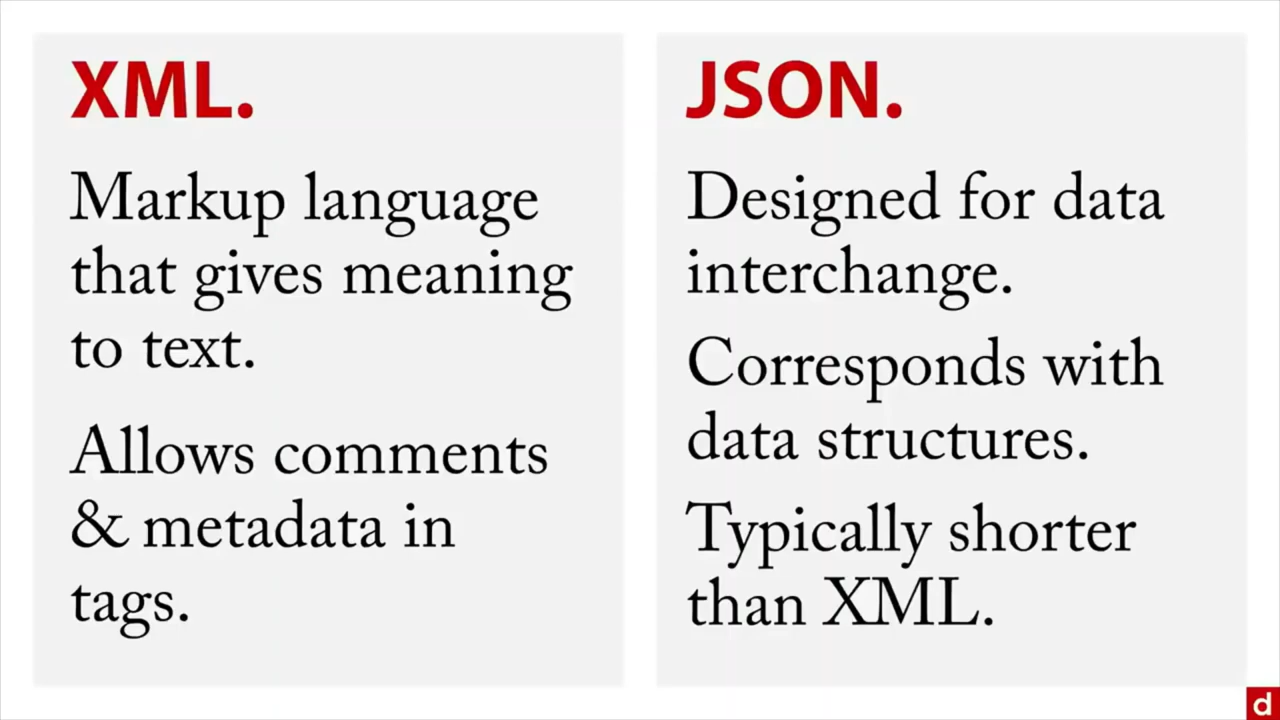 XML.
Markup language
that gives meaning
to text.
Allows comments
& metadata in
tags.
JSON.
Designed for data
interchange.
Corresponds with
data structures.
Typically shorter
than XML.
d